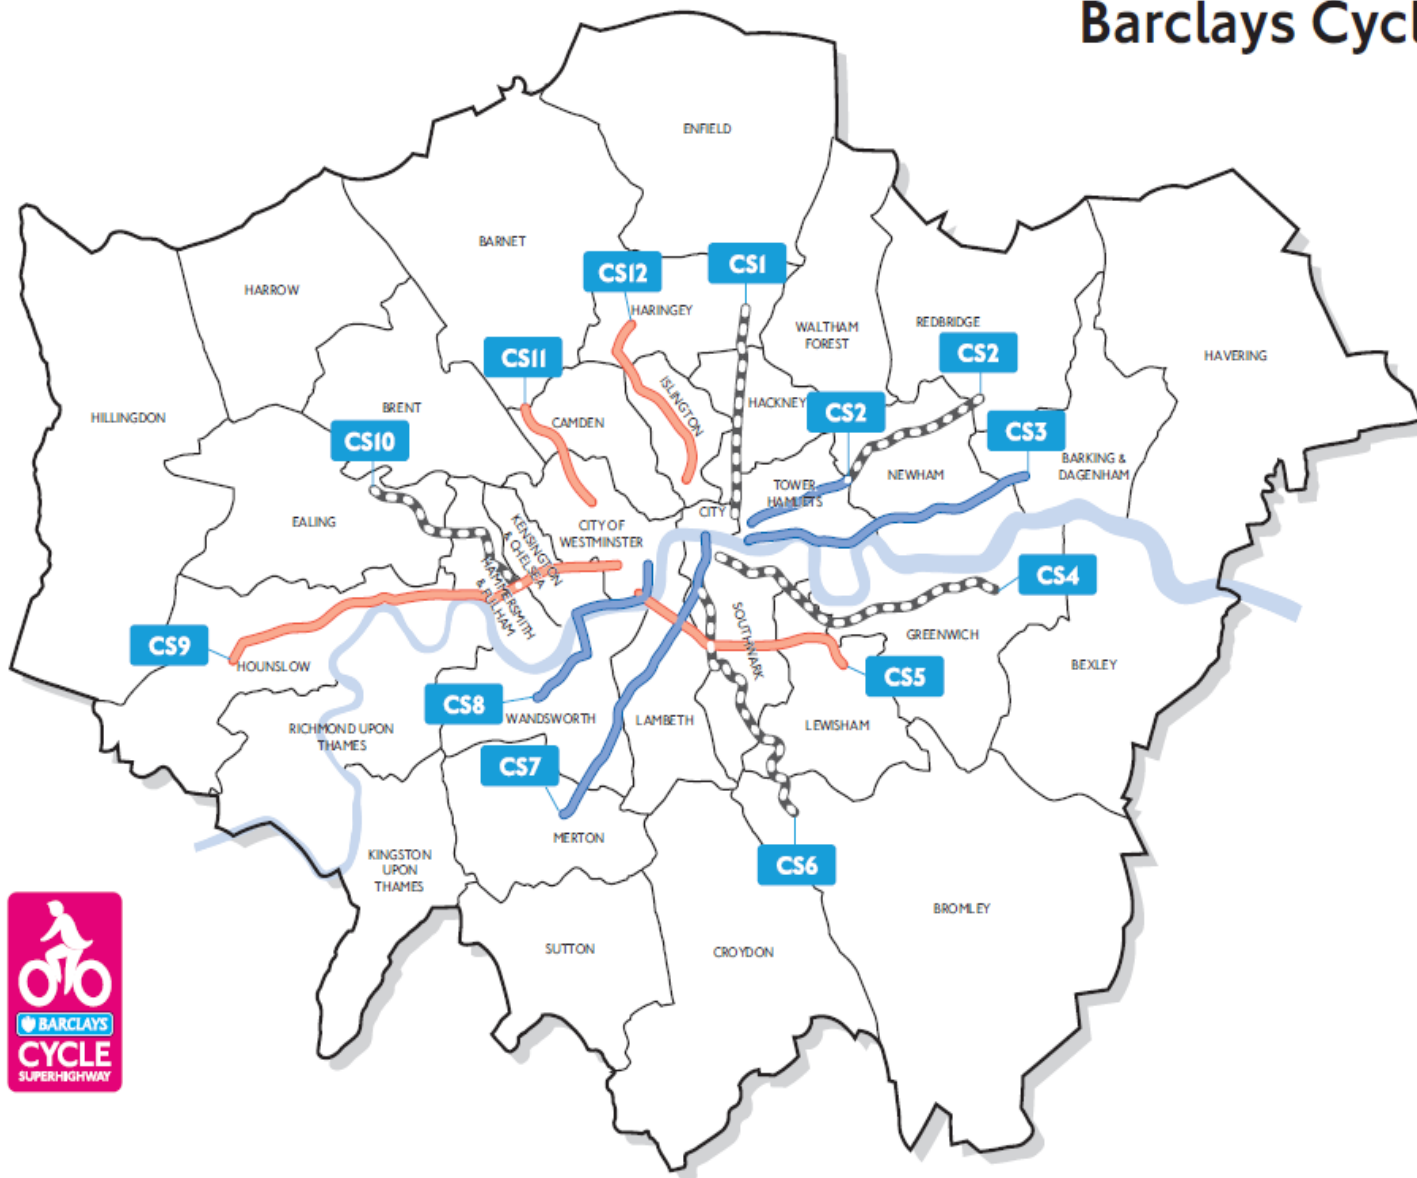 Barclays Cycl
ENFIELD
BARNET
CS12
CS1
HARROW
HARINGEY
WALTHAM
FOREST
REDBRIDGE
CS2
HAVERING
CS11
HILLINGDON
BRENT
CAMDEN
ISLINGTON
HACKNEY
CS2
CS3
CS10
BARKING &
DAGENHAM
NEWHAM
TOWER
HAMLETS
CITY
EALING
CITY OF
WESTMINSTER
KENSINGTON
& CHELSEA
HAMMERSMITH
& FULHAM
CS4
SOUTHWARK
GREENWICH
CS9
HOUNSLOW
BEXLEY
CS5
CS8
WANDSWORTH
LAMBETH
LEWISHAM
RICHMOND UPON
THAMES
CS7
MERTON
KINGSTON
UPON
THAMES
CS6
BROMLEY
SUTTON
CROYDON
BARCLAYS
CYCLE
SUPERHIGHWAY